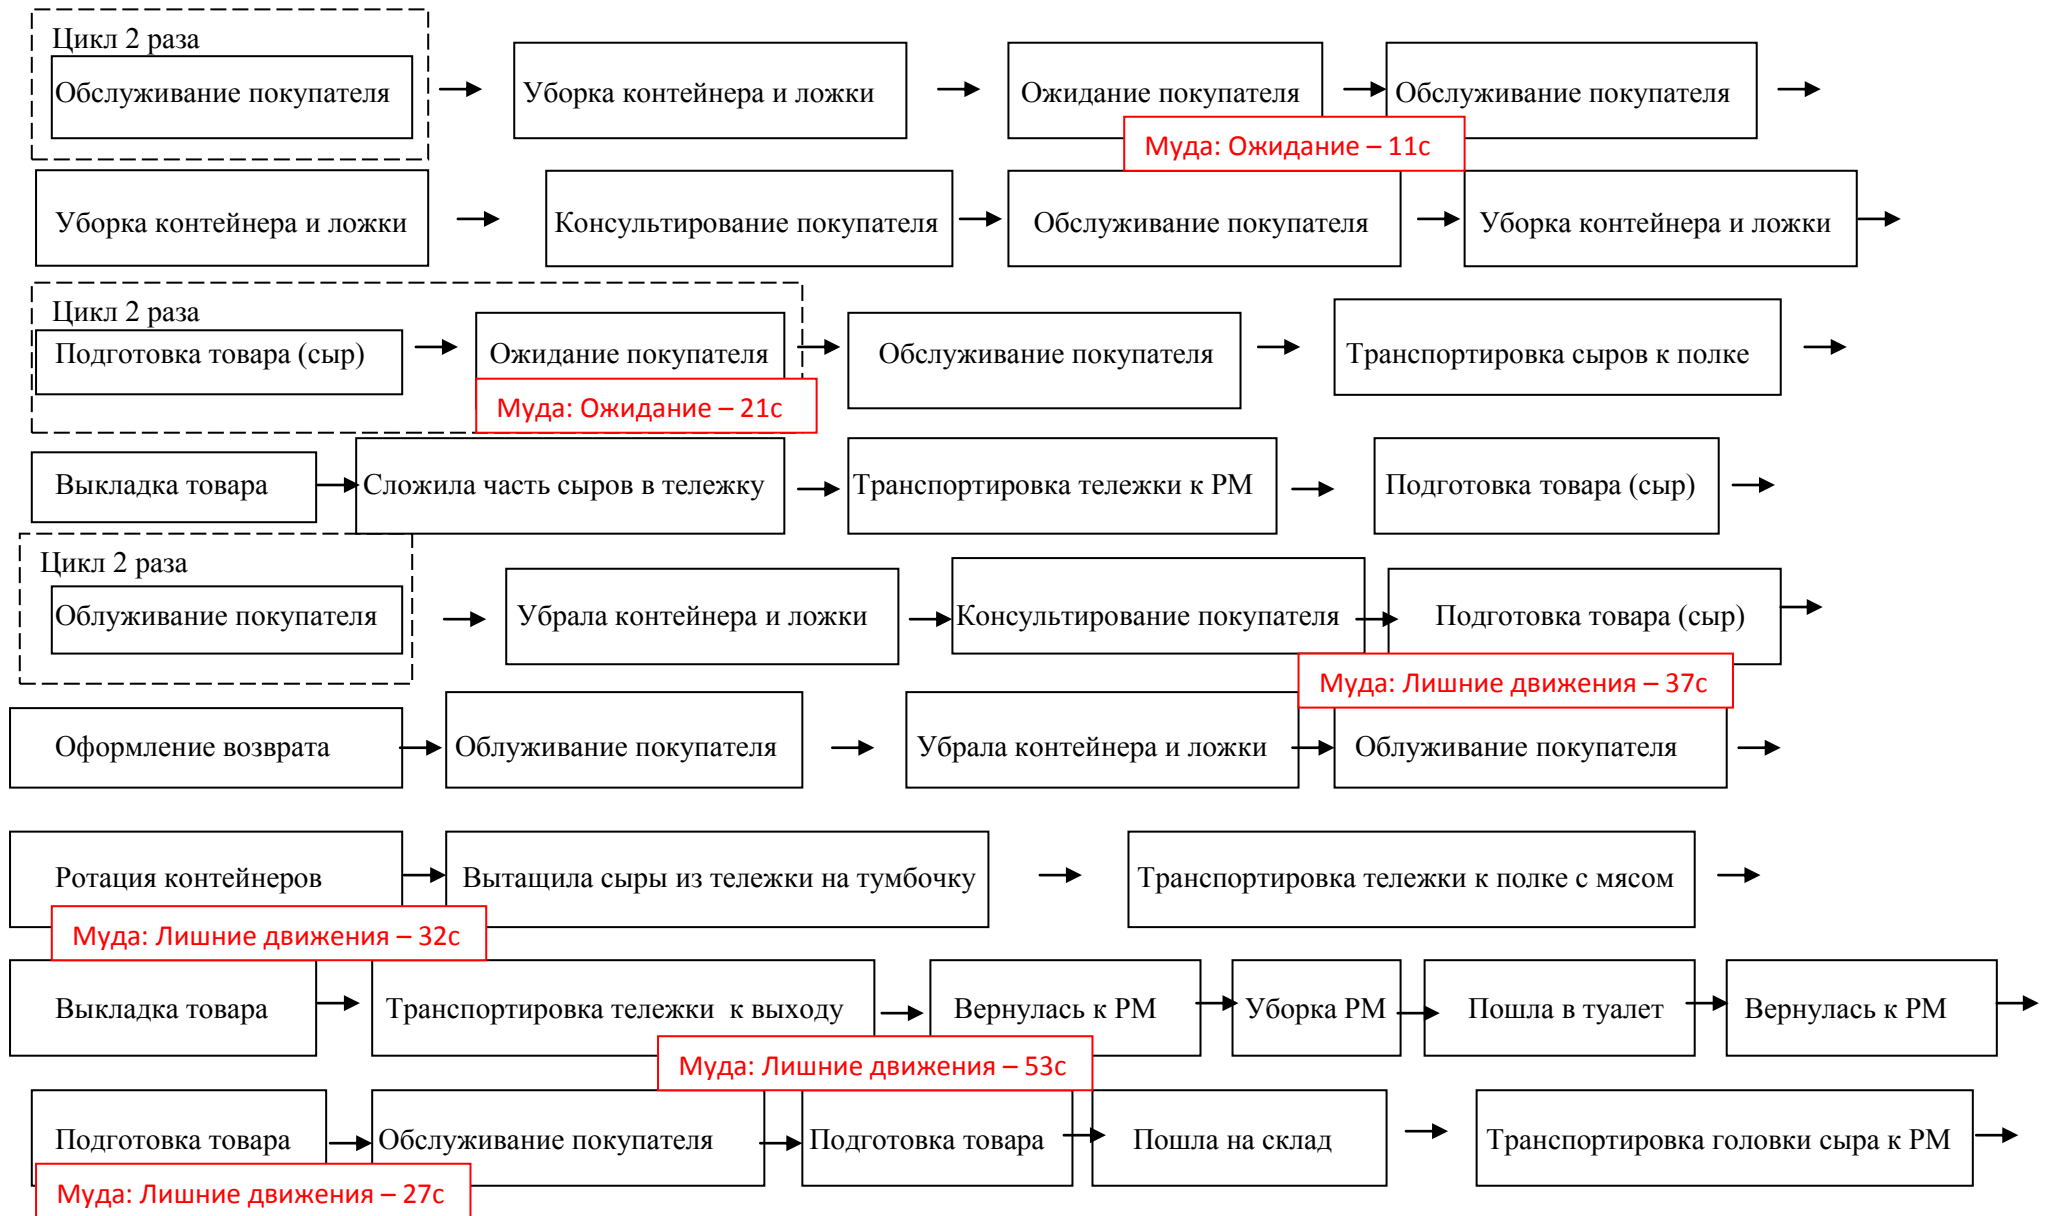 Цикл 2 раза
Обслуживание покупателя
Уборка контейнера и ложки
Ожидание покупателя
Обслуживание покупателя
Муда: Ожидание – 11с
Уборка контейнера и ложки
Консультирование покупателя
Обслуживание покупателя
Уборка контейнера и ложки
Цикл 2 раза
Подготовка товара (сыр)
Ожидание покупателя
Обслуживание покупателя
Транспортировка сыров к полке
Муда: Ожидание – 21с
Выкладка товара
Сложила часть сыров в тележку
Транспортировка тележки к РМ
Подготовка товара (сыр)
Цикл 2 раза
Облуживание покупателя
Убрала контейнера и ложки
Консультирование покупателя
Подготовка товара (сыр)
Муда: Лишние движения – 37с
Оформление возврата
Облуживание покупателя
Убрала контейнера и ложки
Облуживание покупателя
Ротация контейнеров
Вытащила сыры из тележки на тумбочку
Транспортировка тележки к полке с мясом
Муда: Лишние движения – 32с
Выкладка товара
Транспортировка тележки к выходу
Вернулась к РМ
Уборка РМ
Пошла в туалет
Вернулась к РМ
Муда: Лишние движения – 53с
Подготовка товара
Обслуживание покупателя
Подготовка товара
Пошла на склад
Транспортировка головки сыра к РМ
Муда: Лишние движения – 27с